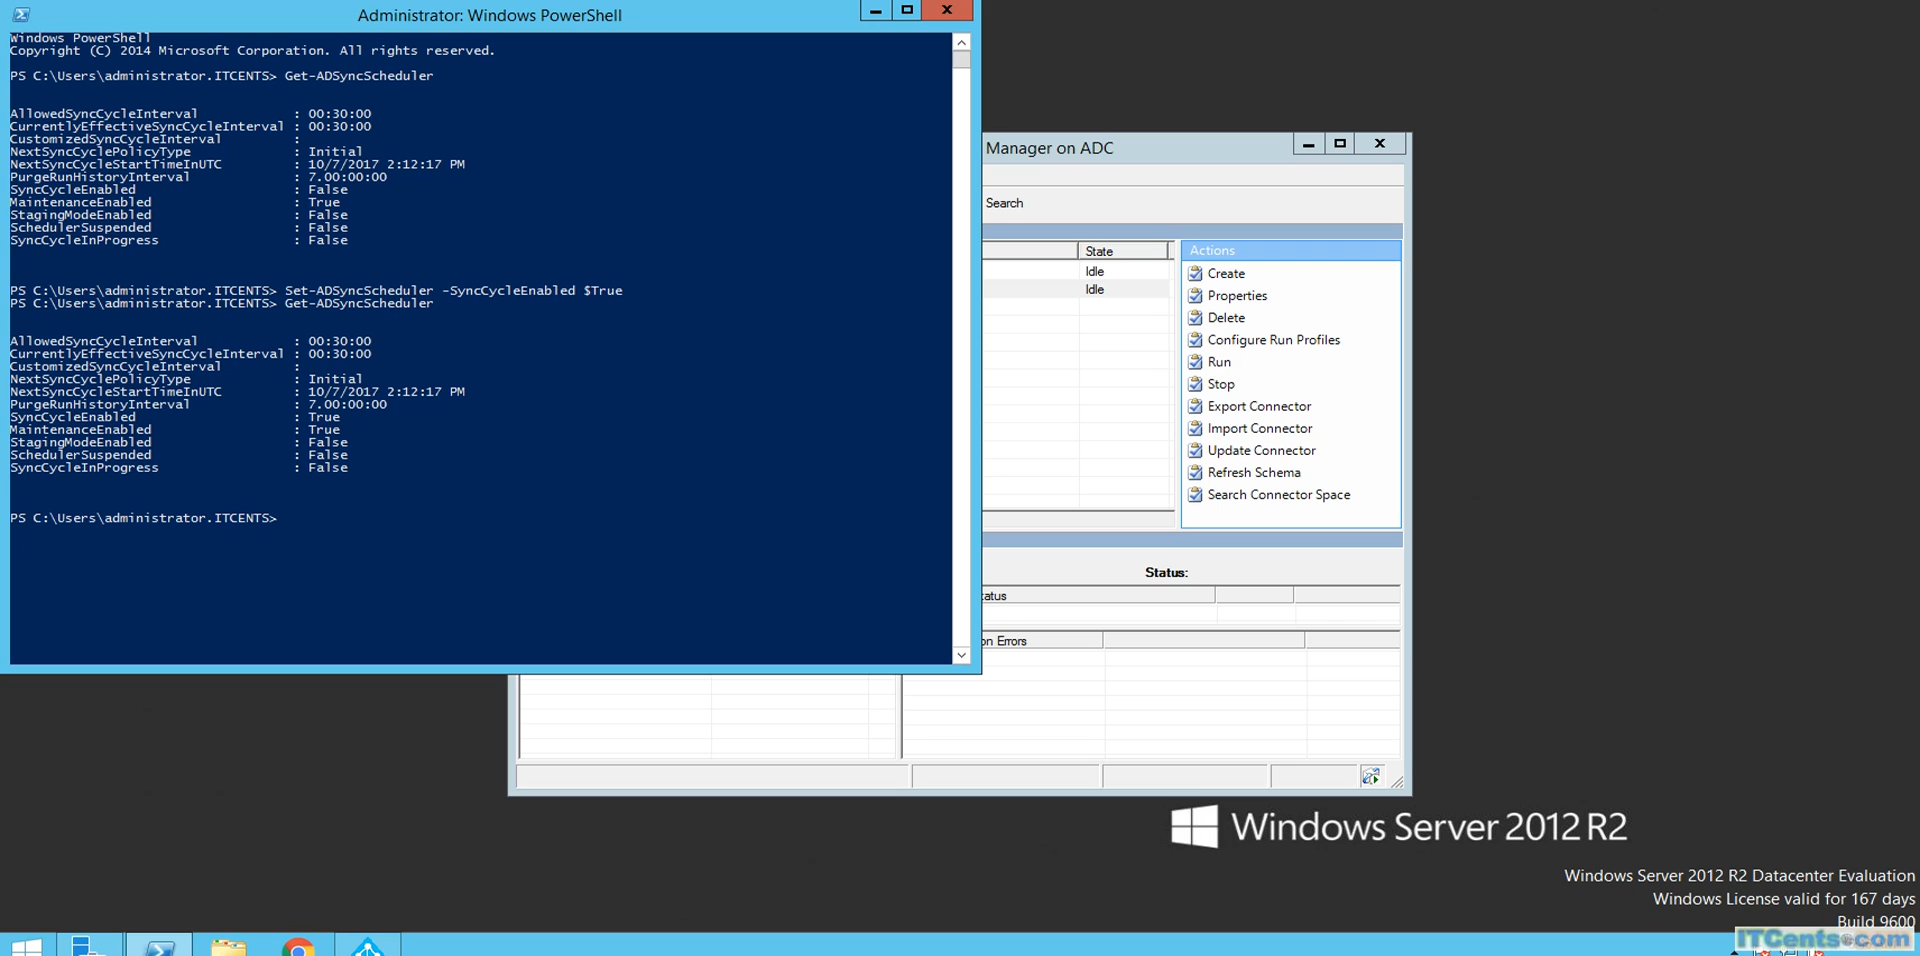 Administrator: Windows PowerShell
Windows PowerShell
Copyright (C) 2014 Microsoft Corporation. All rights reserved.
PS C:\Users\administrator.ITCENTS> Get-ADSyncScheduler
AllowedSyncCycleInterval : 00:30:00
CurrentlyEffectiveSyncCycleInterval : 00:30:00
CustomizedSyncCycleInterval :
NextSyncCyclePolicyType : Initial
NextSyncCycleStartTimeInUTC : 10/7/2017 2:12:17 PM
PurgeRunHistoryInterval : 7.00:00:00
SyncCycleEnabled : False
MaintenanceEnabled : True
StagingModeEnabled : False
SchedulerSuspended : False
SyncCycleInProgress : False
PS C:\Users\administrator.ITCENTS> Set-ADSyncScheduler -SyncCycleEnabled $True
PS C:\Users\administrator.ITCENTS> Get-ADSyncScheduler
AllowedSyncCycleInterval : 00:30:00
CurrentlyEffectiveSyncCycleInterval : 00:30:00
CustomizedSyncCycleInterval :
NextSyncCyclePolicyType : Initial
NextSyncCycleStartTimeInUTC : 10/7/2017 2:12:17 PM
PurgeRunHistoryInterval : 7.00:00:00
SyncCycleEnabled : True
MaintenanceEnabled : True
StagingModeEnabled : False
SchedulerSuspended : False
SyncCycleInProgress : False
PS C:\Users\administrator.ITCENTS>
Manager on ADC
Search
State
Idle
Idle
Actions
Create
Properties
Delete
Configure Run Profiles
Run
Stop
Export Connector
Import Connector
Update Connector
Refresh Schema
Search Connector Space
Status:
tatus
on Errors
Windows Server 2012 R2
Windows Server 2012 R2 Datacenter Evaluation
Windows License valid for 167 days
Build 9600
ITCents.com